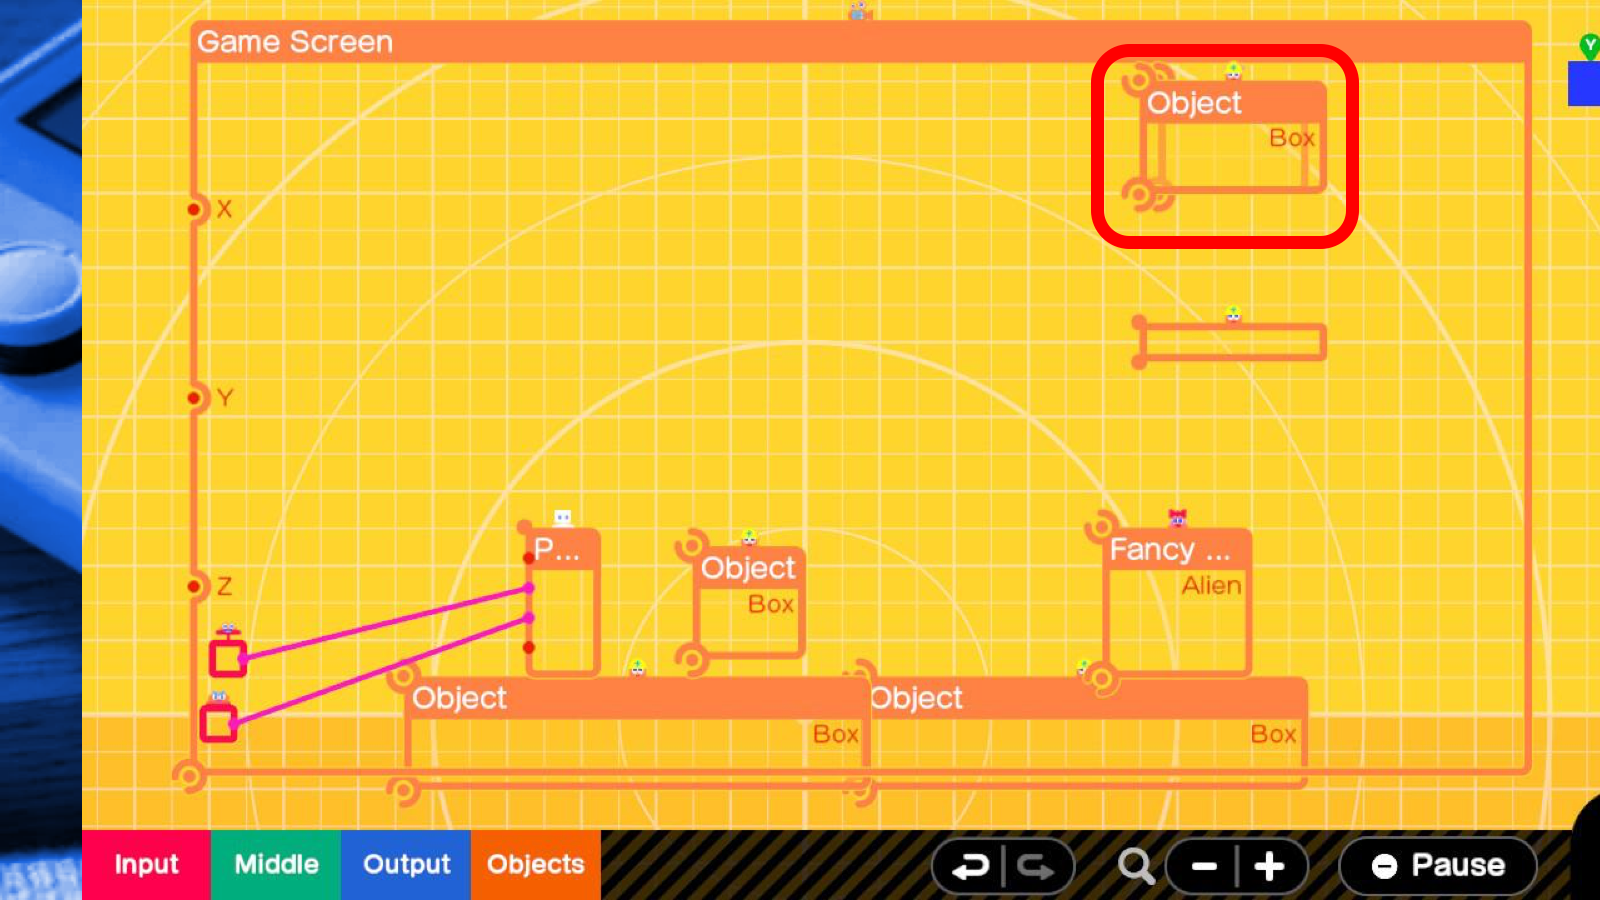 Game Screen
Y
Object
Box
X
Y
Z
P...
Object
Box
Fancy ...
Alien
Object
Box
Object
Box
Input
Middle
Output
Objects
Pause